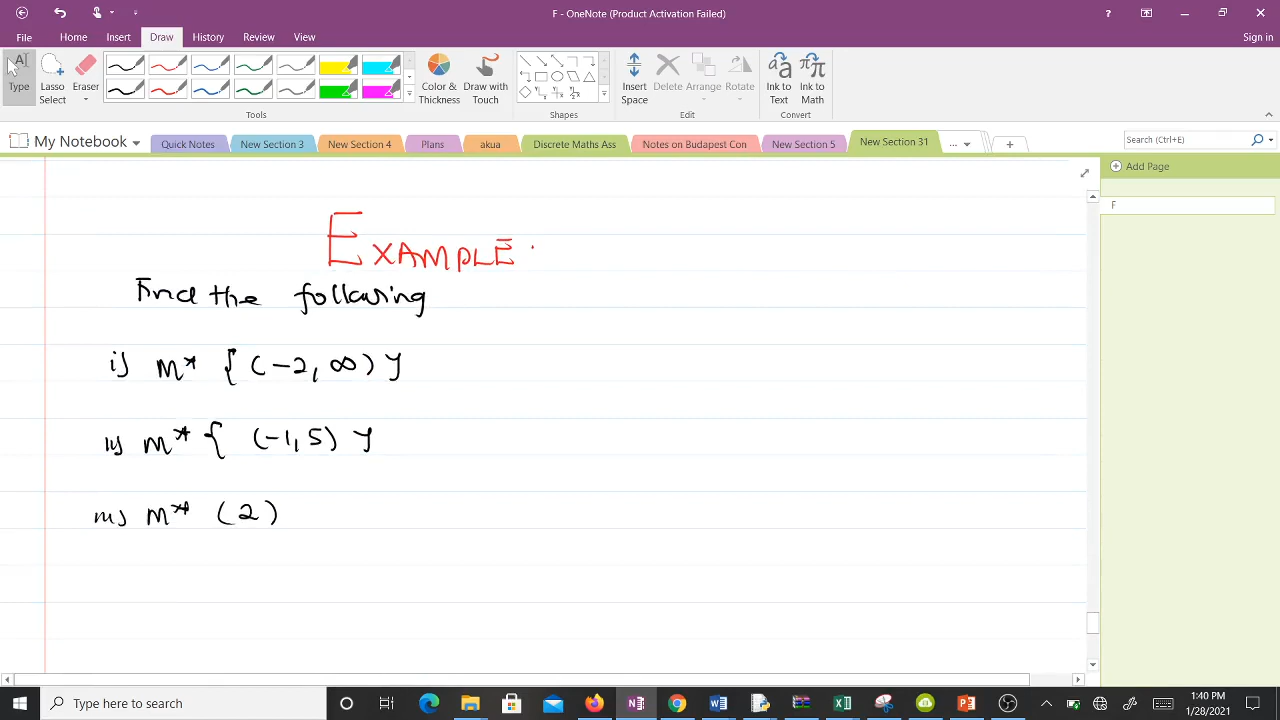 F - OneNote (Product Activation Failed)
File Home Insert Draw History Review View Sign in
Type Lasso Select Eraser Color & Thickness Draw with Touch Insert Space Delete Arrange Rotate Ink to Text Ink to Math
Tools Shapes Edit Convert
My Notebook Quick Notes New Section 3 New Section 4 Plans akua Discrete Maths Ass Notes on Budapest Con New Section 5 New Section 31 ... + Search (Ctrl+E)
Add Page
F
EXAMPLE
Find the following
i) m* { (-2, ∞) }
ii) m* { (-1, 5) }
iii) m* (2)
Type here to search
1:40 PM
1/28/2021